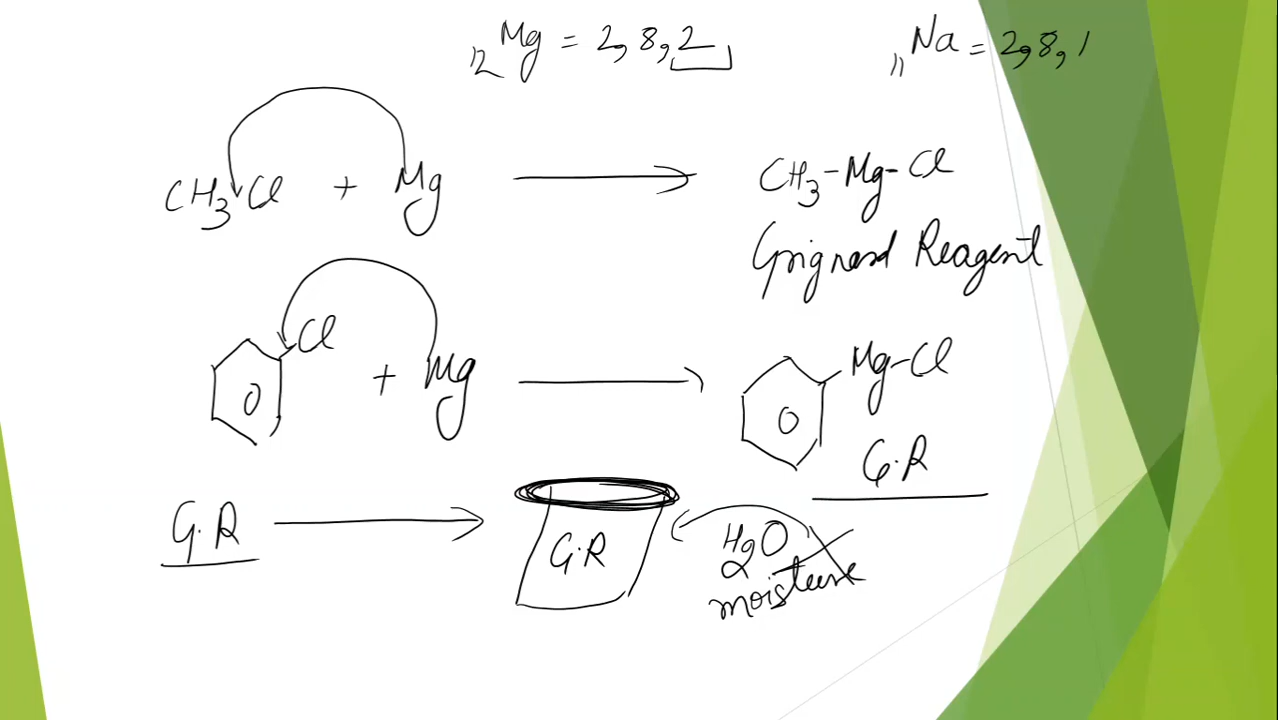 ₁₂Mg = 2, 8, 2
₁₁Na = 2, 8, 1
CH₃Cl + Mg → CH₃-Mg-Cl
Grignard Reagent
Cl + Mg → Mg-Cl
G.R
G.R → G.R
H₂O
moisture